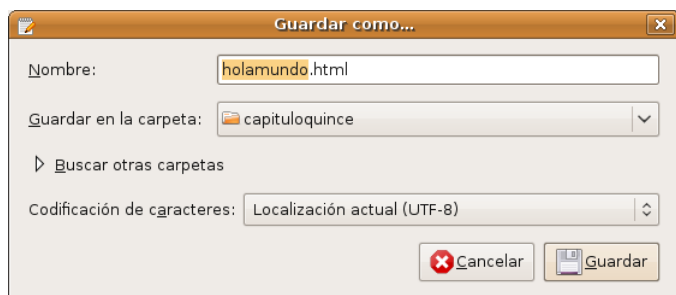 Guardar como...
Nombre: holamundo.html
Guardar en la carpeta: capituloquince
Buscar otras carpetas
Codificación de caracteres: Localización actual (UTF-8)
Cancelar Guardar